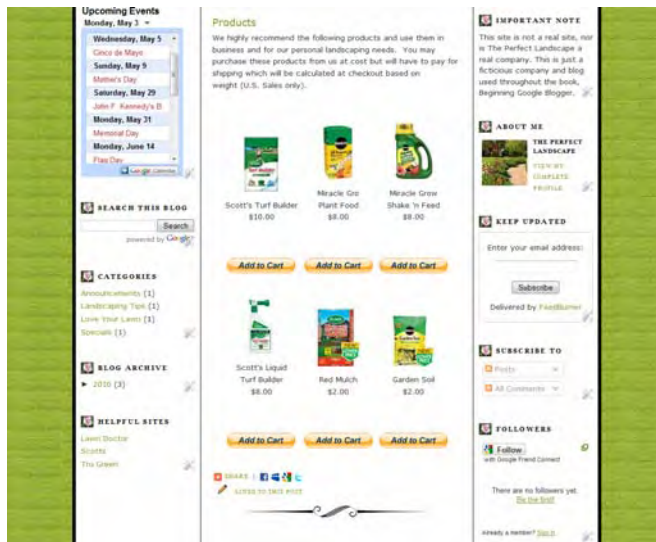 Upcoming Events
Monday, May 3
Wednesday, May 5
Cinco de Mayo
Sunday, May 9
Mother's Day
Saturday, May 29
John F. Kennedy's B
Monday, May 31
Memorial Day
Monday, June 14
Flag Day
Google Calendar
SEARCH THIS BLOG
Search
powered by Google
CATEGORIES
Announcements (1)
Landscaping Tips (1)
Love Your Lawn (1)
Specials (1)
BLOG ARCHIVE
► 2010 (3)
HELPFUL SITES
Lawn Doctor
Scotts
Tru Green
Products
We highly recommend the following products and use them in
business and for our personal landscaping needs. You may
purchase these products from us at cost but will have to pay for
shipping which will be calculated at checkout based on
weight (U.S. Sales only).
Scott's Turf Builder
$10.00
Miracle Gro
Plant Food
$8.00
Miracle Grow
Shake 'n Feed
$8.00
Add to Cart
Add to Cart
Add to Cart
Scott's Liquid
Turf Builder
$8.00
Red Mulch
$2.00
Garden Soil
$2.00
Add to Cart
Add to Cart
Add to Cart
SHARE
LISTEN TO THIS POST
IMPORTANT NOTE
This site is not a real site, nor
is The Perfect Landscape a
real company. This is just a
ficticious company and blog
used throughout the book,
Beginning Google Blogger.
ABOUT ME
THE PERFECT
LANDSCAPE
VIEW MY
COMPLETE
PROFILE
KEEP UPDATED
Enter your email address:
Subscribe
Delivered by FeedBurner
SUBSCRIBE TO
Posts
All Comments
FOLLOWERS
Follow
with Google Friend Connect
There are no followers yet.
Be the first!
Already a member? Sign in